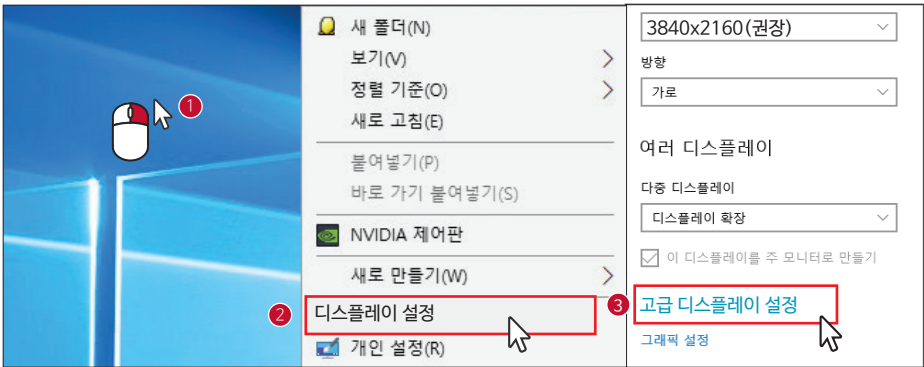 1
새 폴더(N)
보기(V)
정렬 기준(O)
새로 고침(E)
붙여넣기(P)
바로 가기 붙여넣기(S)
NVIDIA 제어판
새로 만들기(W)
2
디스플레이 설정
개인 설정(R)
3840x2160(권장)
방향
가로
여러 디스플레이
다중 디스플레이
디스플레이 확장
이 디스플레이를 주 모니터로 만들기
3
고급 디스플레이 설정
그래픽 설정